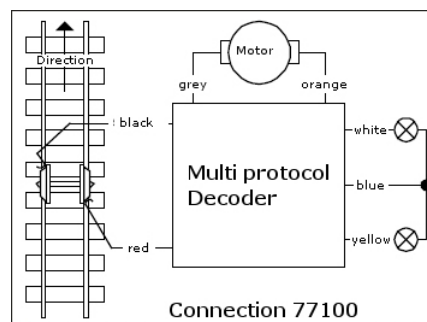 Direction
Motor
grey
orange
black
white
Multi protocol
Decoder
blue
red
yellow
Connection 77100